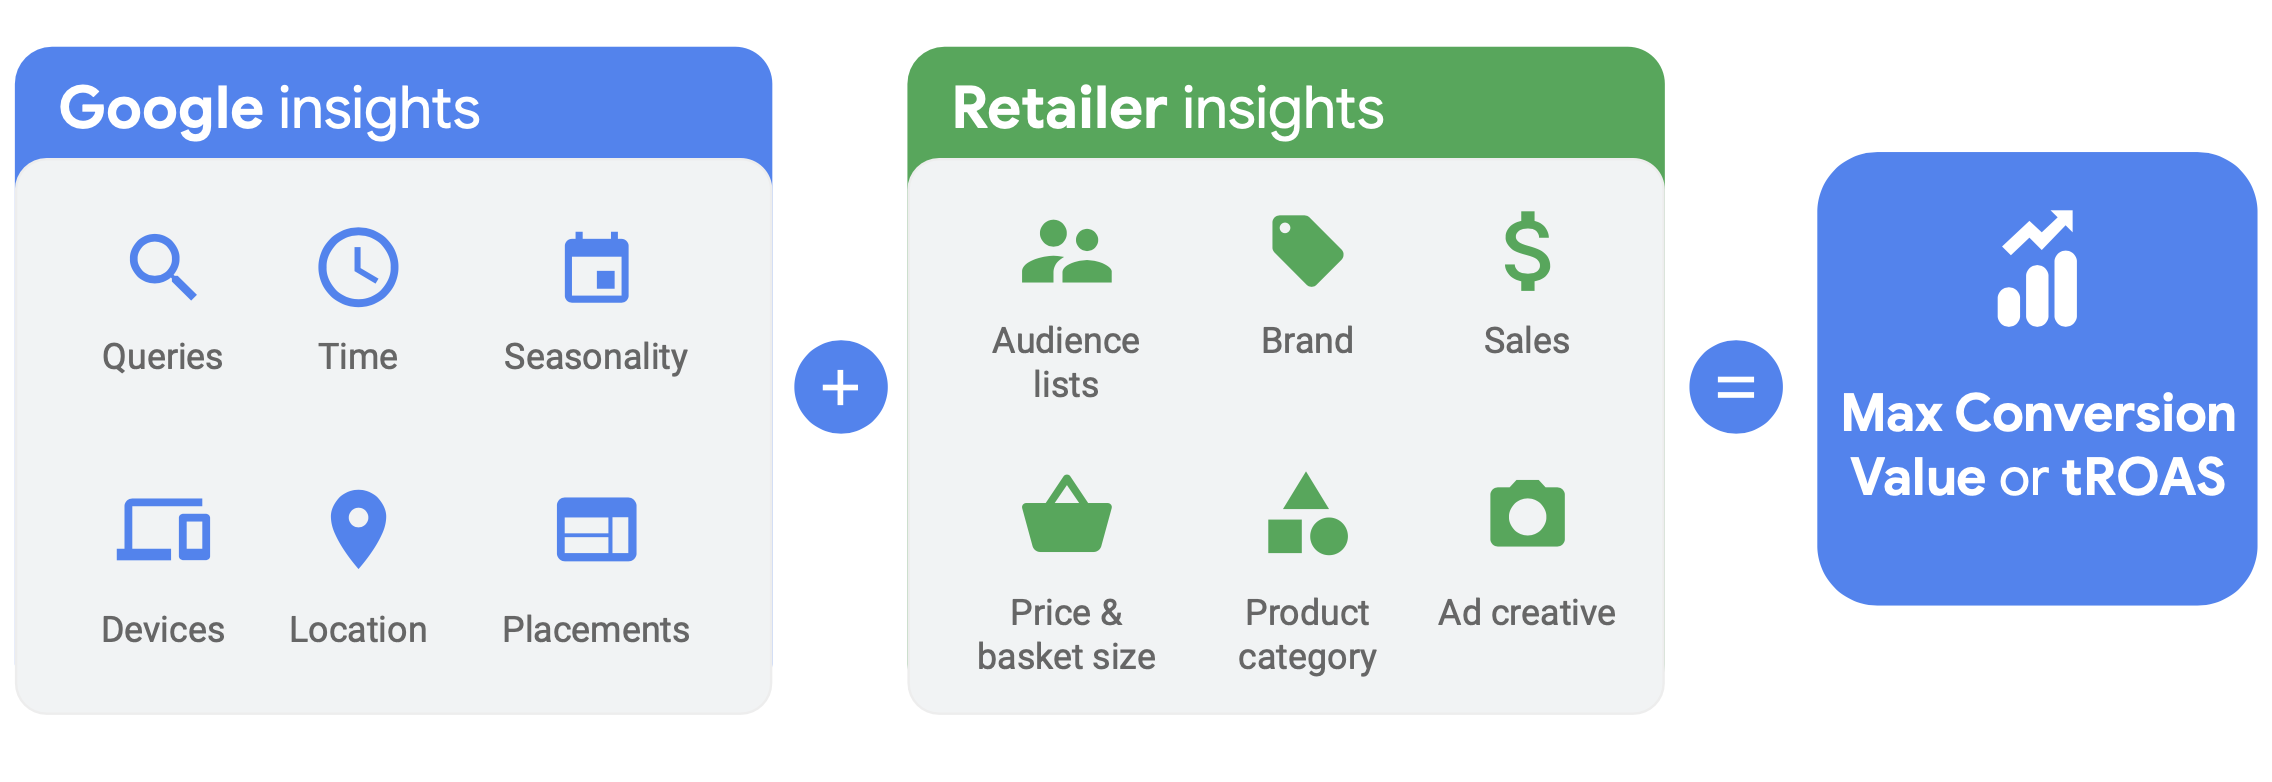 Google insights
Queries
Time
Seasonality
Devices
Location
Placements
+
Retailer insights
Audience
lists
Brand
$
Sales
Price &
basket size
Product
category
Ad creative
=
Max Conversion
Value or tROAS